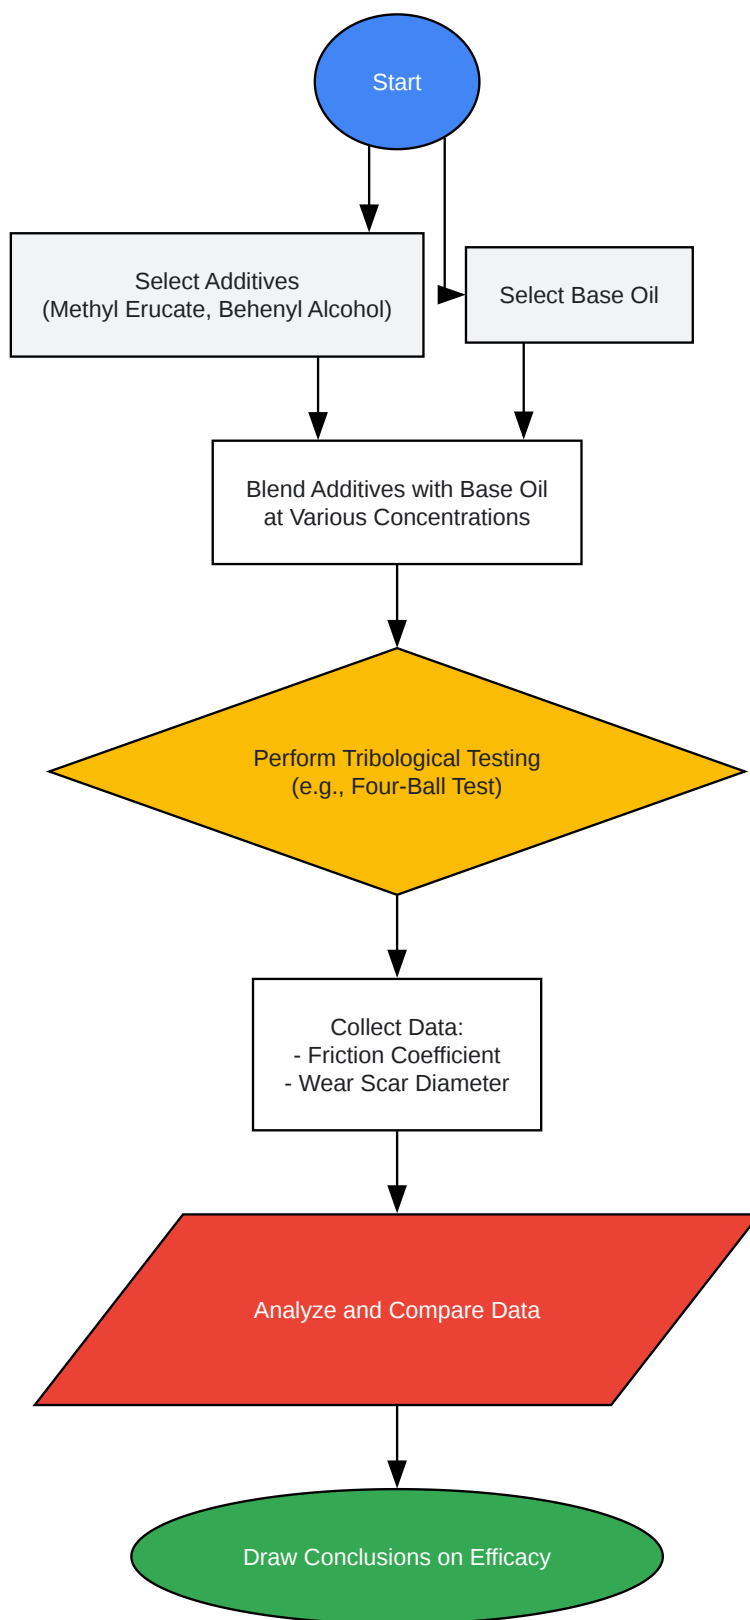 Start
Select Additives
(Methyl Erucate, Behenyl Alcohol)
Select Base Oil
Blend Additives with Base Oil
at Various Concentrations
Perform Tribological Testing
(e.g., Four-Ball Test)
Collect Data:
- Friction Coefficient
- Wear Scar Diameter
Analyze and Compare Data
Draw Conclusions on Efficacy